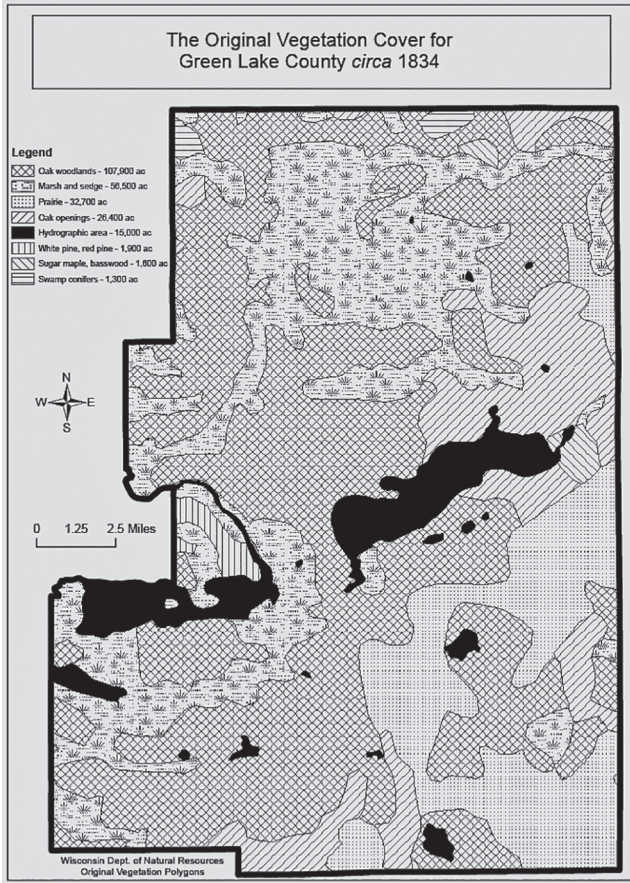 The Original Vegetation Cover for
Green Lake County circa 1834
Legend
Oak woodlands - 107,900 ac
Marsh and sedge - 56,500 ac
Prairie - 32,700 ac
Oak openings - 26,400 ac
Hydrographic area - 15,000 ac
White pine, red pine - 1,900 ac
Sugar maple, basswood - 1,600 ac
Swamp conifers - 1,300 ac
N
W E
S
0 1.25 2.5 Miles
Wisconsin Dept. of Natural Resources
Original Vegetation Polygons